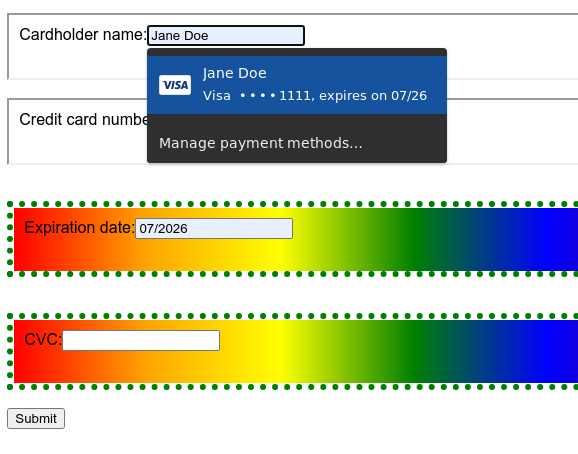 Cardholder name: Jane Doe
VISA
Jane Doe
Visa •••• 1111, expires on 07/26
Credit card numbe
Manage payment methods...
Expiration date: 07/2026
CVC:
Submit